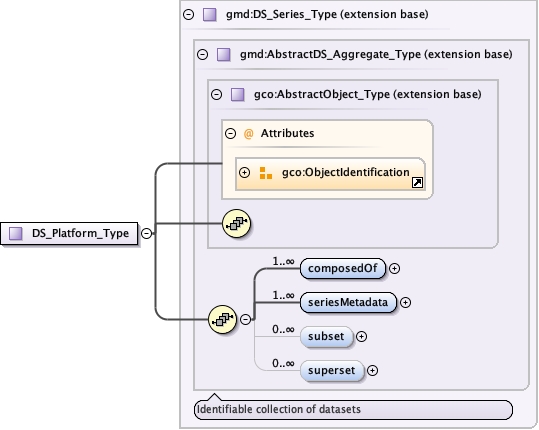 gmd:DS_Series_Type (extension base)
gmd:AbstractDS_Aggregate_Type (extension base)
gco:AbstractObject_Type (extension base)
@ Attributes
gco:ObjectIdentification
DS_Platform_Type
1..∞
composedOf
1..∞
seriesMetadata
0..∞
subset
0..∞
superset
Identifiable collection of datasets